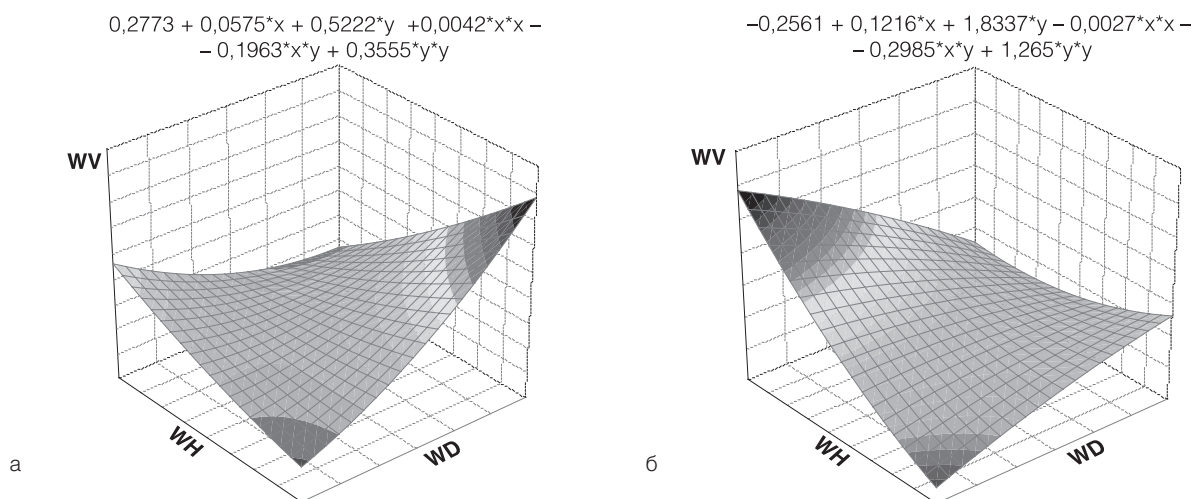 0,2773 + 0,0575*x + 0,5222*y +0,0042*x*x –
– 0,1963*x*y + 0,3555*y*y
WV
WH
WD
а
–0,2561 + 0,1216*x + 1,8337*y – 0,0027*x*x –
– 0,2985*x*y + 1,265*y*y
WV
WH
WD
б